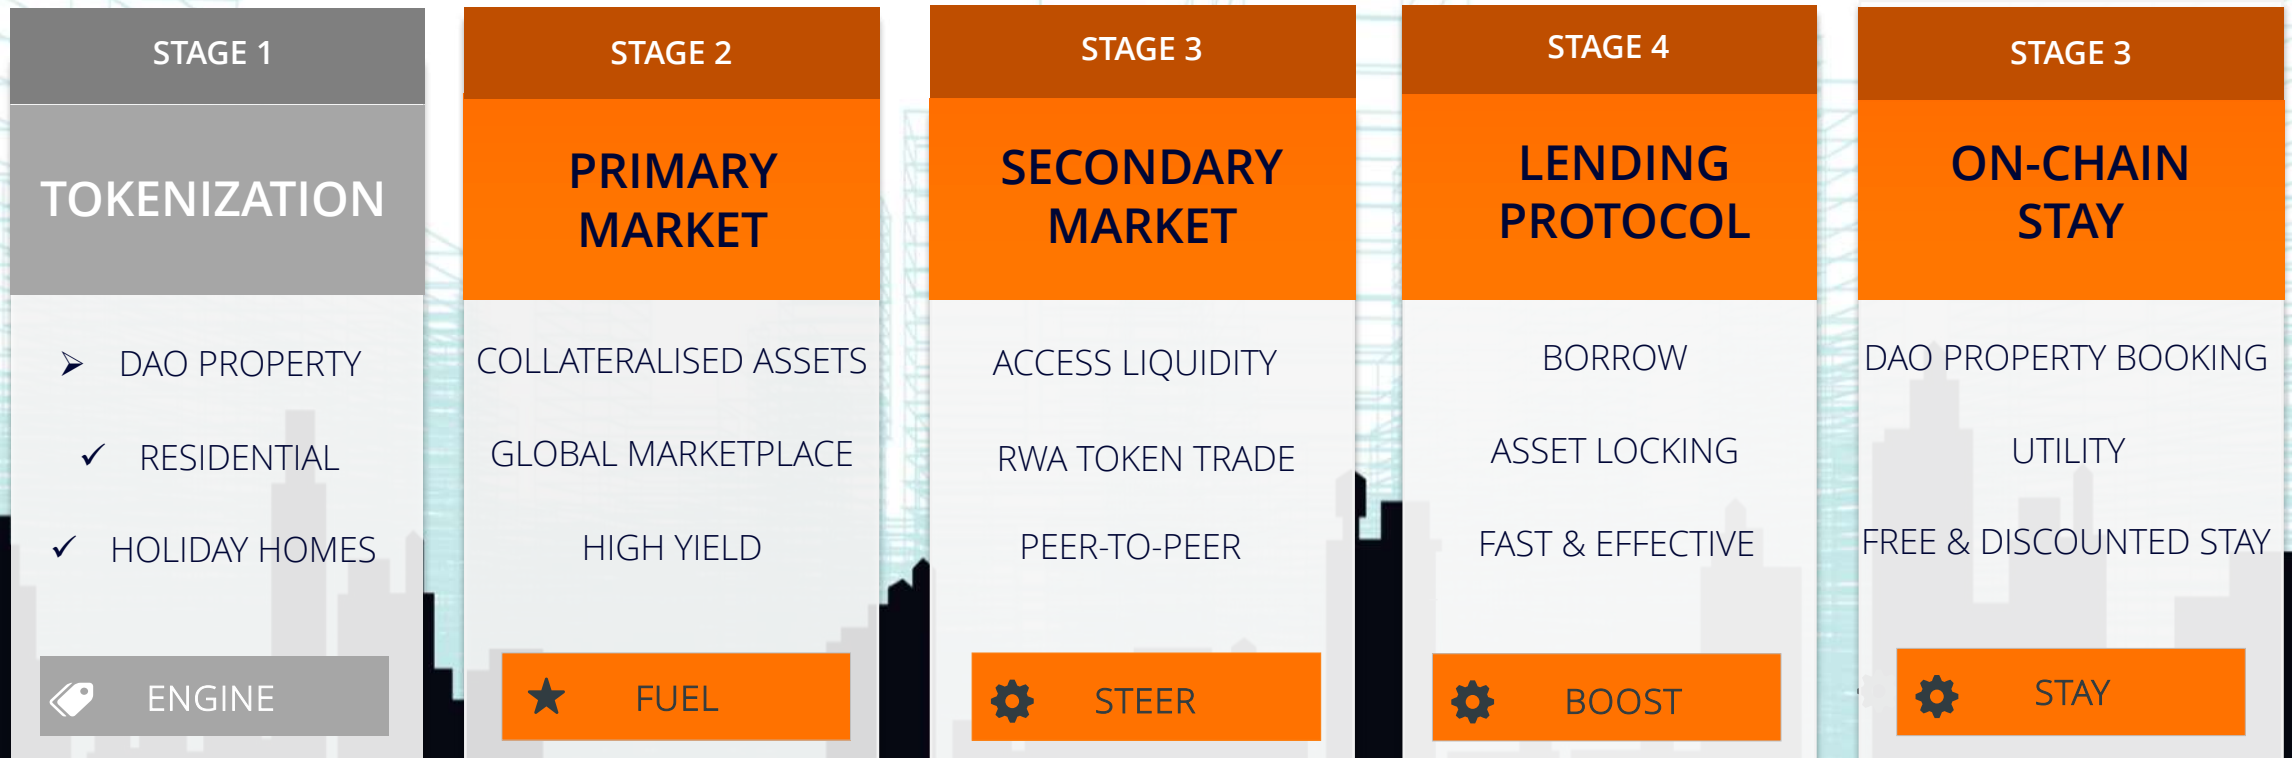 STAGE 1
TOKENIZATION
DAO PROPERTY
RESIDENTIAL
HOLIDAY HOMES
ENGINE
STAGE 2
PRIMARY
MARKET
COLLATERALISED ASSETS
GLOBAL MARKETPLACE
HIGH YIELD
FUEL
STAGE 3
SECONDARY
MARKET
ACCESS LIQUIDITY
RWA TOKEN TRADE
PEER-TO-PEER
STEER
STAGE 4
LENDING
PROTOCOL
BORROW
ASSET LOCKING
FAST & EFFECTIVE
BOOST
STAGE 3
ON-CHAIN
STAY
DAO PROPERTY BOOKING
UTILITY
FREE & DISCOUNTED STAY
STAY